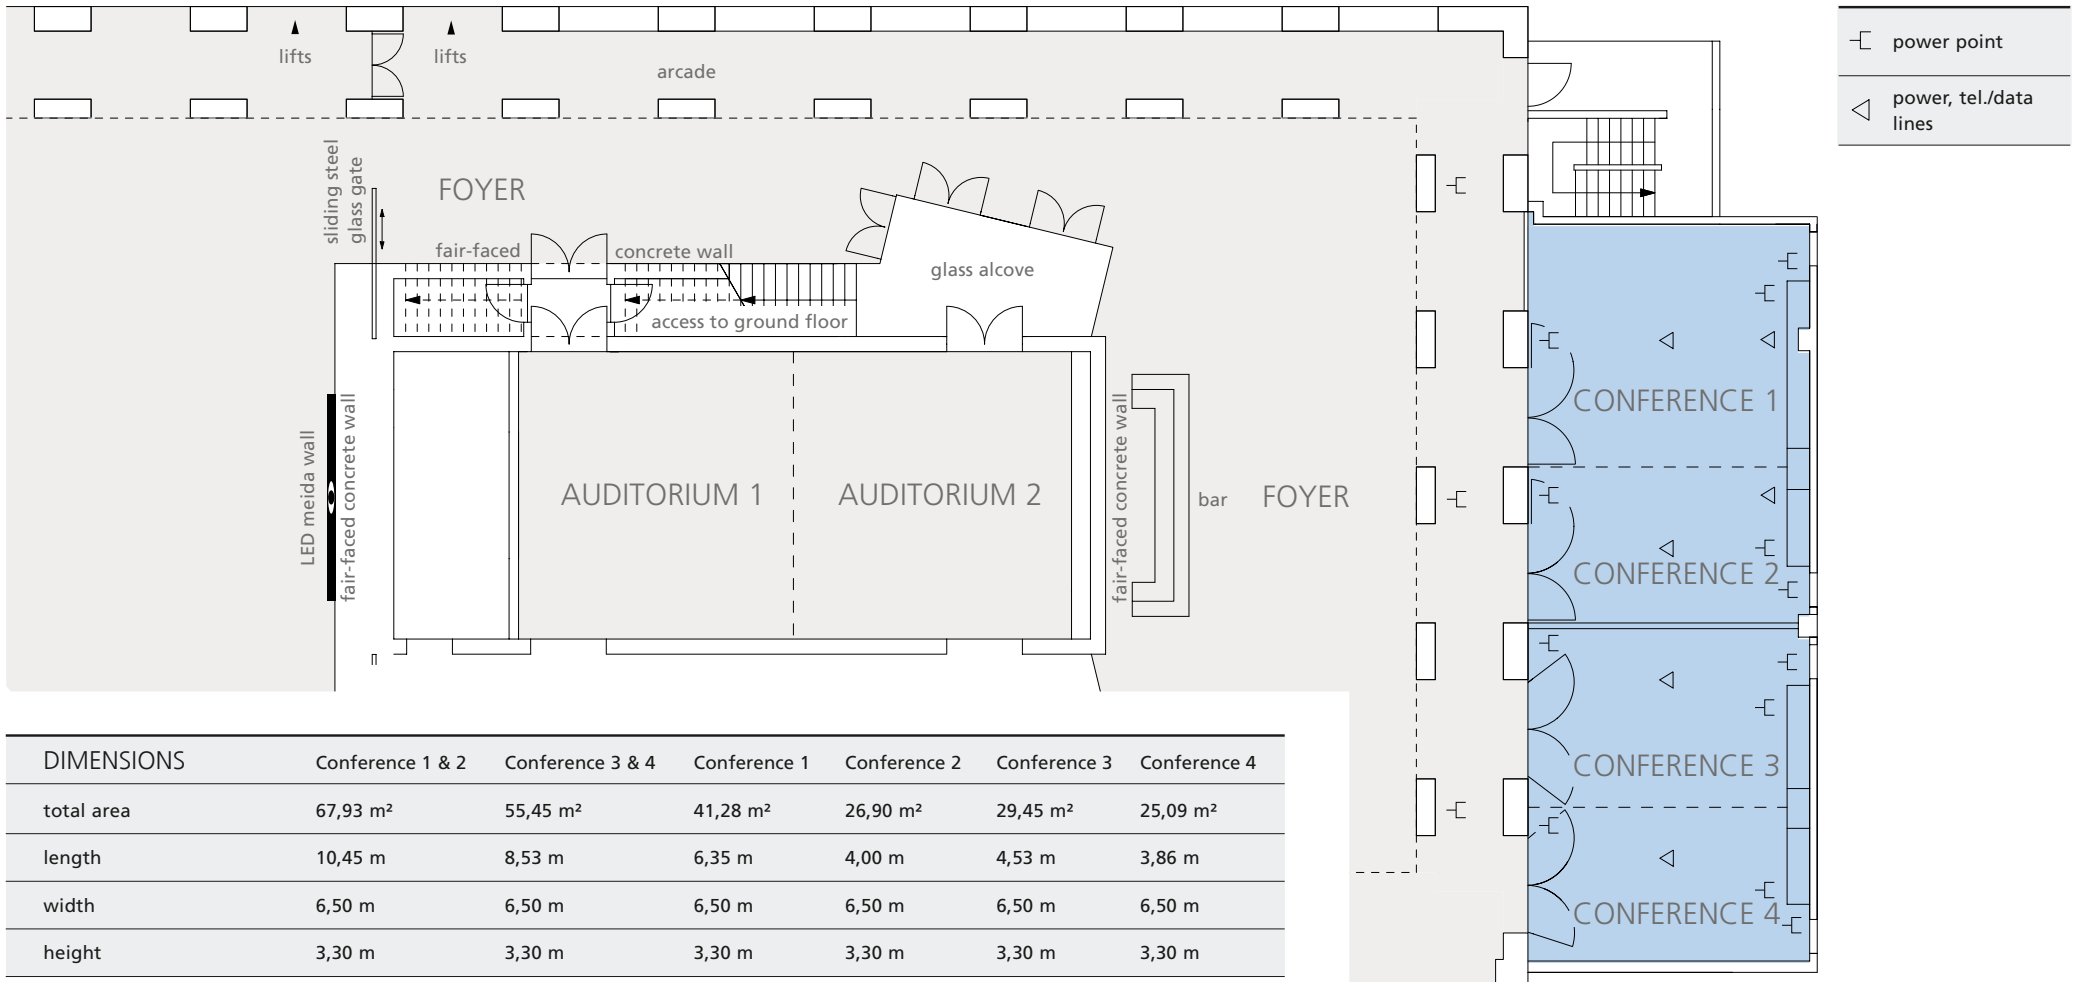 lifts
lifts
arcade
power point
power, tel./data
lines
sliding steel
glass gate
FOYER
fair-faced
concrete wall
glass alcove
access to ground floor
CONFERENCE 1
LED meida wall
fair-faced concrete wall
AUDITORIUM 1
AUDITORIUM 2
fair-faced concrete wall
bar
FOYER
CONFERENCE 2
CONFERENCE 3
CONFERENCE 4
DIMENSIONS Conference 1 & 2 Conference 3 & 4 Conference 1 Conference 2 Conference 3 Conference 4
total area 67,93 m² 55,45 m² 41,28 m² 26,90 m² 29,45 m² 25,09 m²
length 10,45 m 8,53 m 6,35 m 4,00 m 4,53 m 3,86 m
width 6,50 m 6,50 m 6,50 m 6,50 m 6,50 m 6,50 m
height 3,30 m 3,30 m 3,30 m 3,30 m 3,30 m 3,30 m